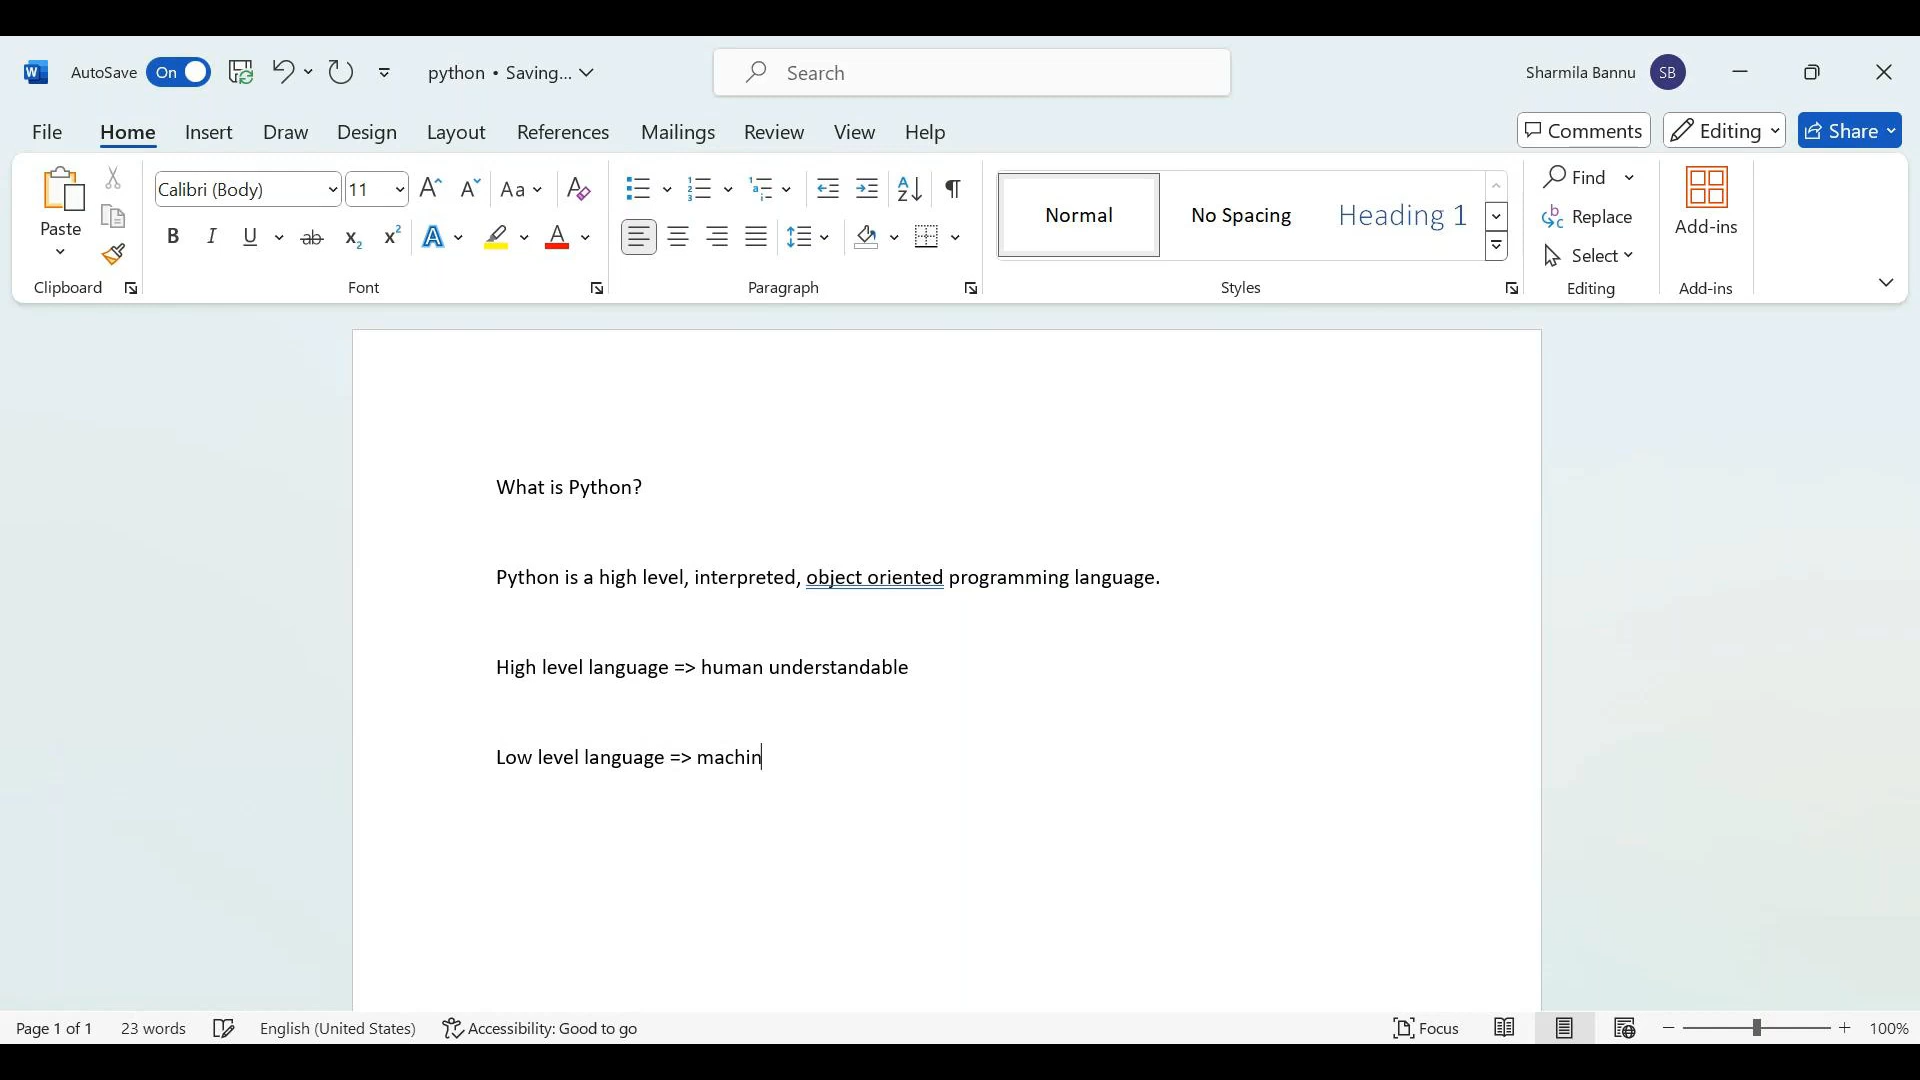 AutoSave On python • Saving... Search Sharmila Bannu SB
File Home Insert Draw Design Layout References Mailings Review View Help Comments Editing Share
Paste Calibri (Body) 11 Normal No Spacing Heading 1 Find Replace Select Add-ins
Clipboard Font Paragraph Styles Editing Add-ins
What is Python?
Python is a high level, interpreted, object oriented programming language.
High level language => human understandable
Low level language => machin
Page 1 of 1 23 words English (United States) Accessibility: Good to go Focus 100%